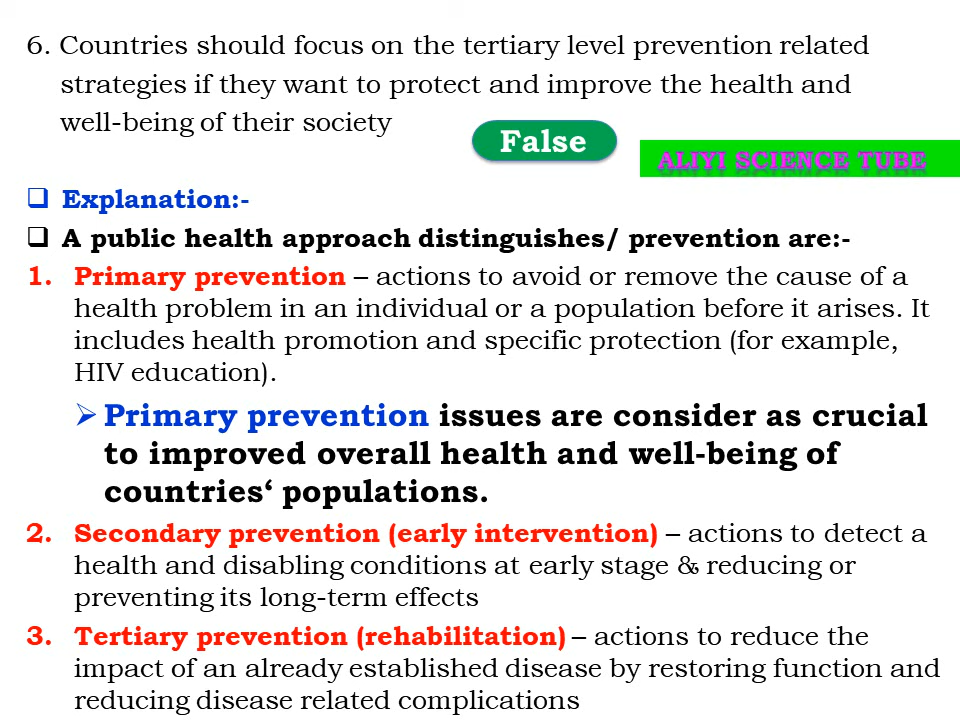 6. Countries should focus on the tertiary level prevention related
strategies if they want to protect and improve the health and
well-being of their society
False
ALIYI SCIENCE TUBE
❑ Explanation:-
❑ A public health approach distinguishes/ prevention are:-
1. Primary prevention – actions to avoid or remove the cause of a
health problem in an individual or a population before it arises. It
includes health promotion and specific protection (for example,
HIV education).
➢ Primary prevention issues are consider as crucial
to improved overall health and well-being of
countries‘ populations.
2. Secondary prevention (early intervention) – actions to detect a
health and disabling conditions at early stage & reducing or
preventing its long-term effects
3. Tertiary prevention (rehabilitation) – actions to reduce the
impact of an already established disease by restoring function and
reducing disease related complications